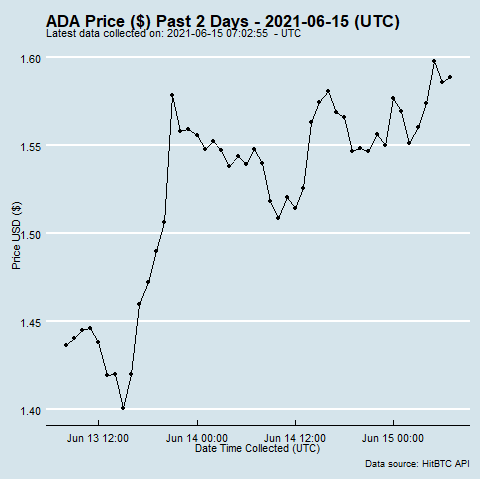 ADA Price ($) Past 2 Days - 2021-06-15 (UTC)
Latest data collected on: 2021-06-15 07:02:55  - UTC
1.60
1.55
1.50
1.45
1.40
Price USD ($)
Jun 13 12:00
Jun 14 00:00
Jun 14 12:00
Jun 15 00:00
Date Time Collected (UTC)
Data source: HitBTC API